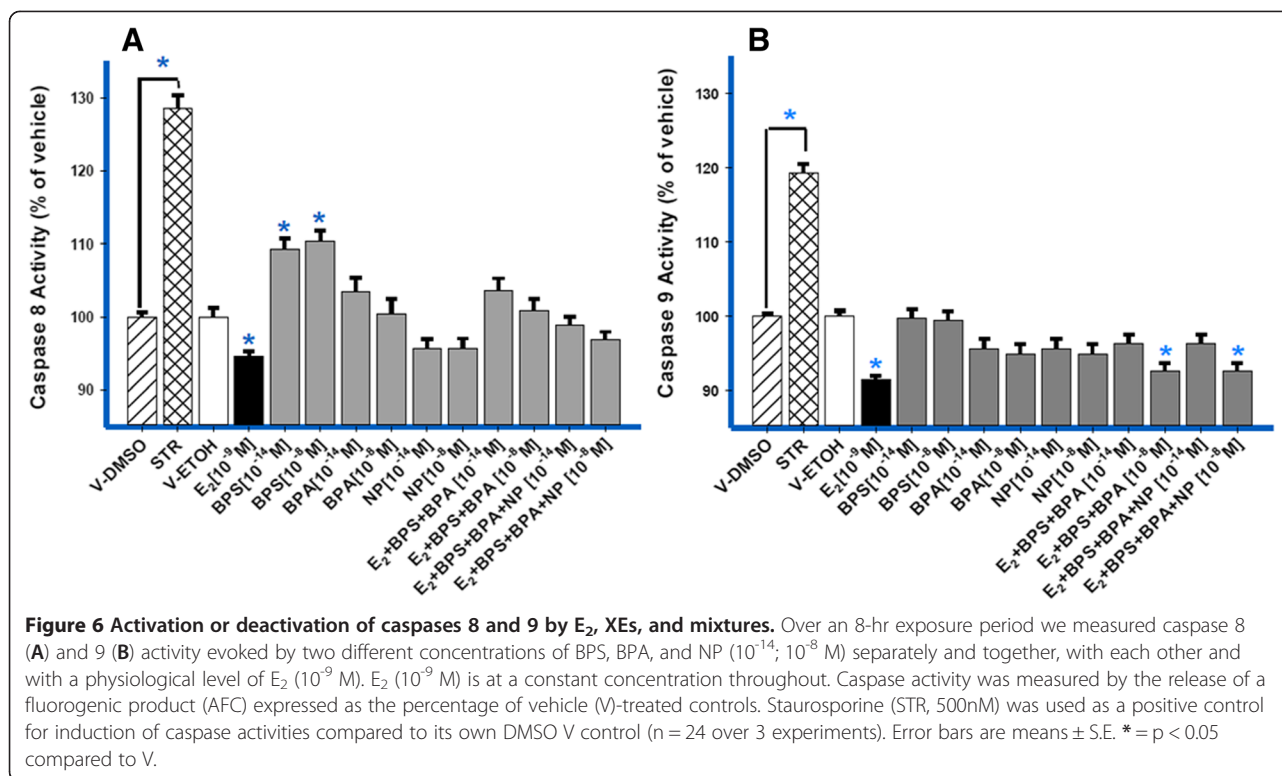 A
*
Caspase 8 Activity (% of vehicle)
130
120
110
100
90
*
*
*
V-DMSO
STR
V-ETOH
E₂[10⁻⁹ M]
BPS[10⁻¹⁴ M]
BPS[10⁻⁸ M]
BPA[10⁻¹⁴ M]
BPA[10⁻⁸ M]
NP[10⁻¹⁴ M]
NP[10⁻⁸ M]
E₂+BPS+BPA [10⁻¹⁴ M]
E₂+BPS+BPA [10⁻⁸ M]
E₂+BPS+BPA+NP [10⁻¹⁴ M]
E₂+BPS+BPA+NP [10⁻⁸ M]
B
*
Caspase 9 Activity (% of vehicle)
130
120
110
100
90
*
*
*
V-DMSO
STR
V-ETOH
E₂[10⁻⁹ M]
BPS[10⁻¹⁴ M]
BPS[10⁻⁸ M]
BPA[10⁻¹⁴ M]
BPA[10⁻⁸ M]
NP[10⁻¹⁴ M]
NP[10⁻⁸ M]
E₂+BPS+BPA [10⁻¹⁴ M]
E₂+BPS+BPA [10⁻⁸ M]
E₂+BPS+BPA+NP [10⁻¹⁴ M]
E₂+BPS+BPA+NP [10⁻⁸ M]
Figure 6 Activation or deactivation of caspases 8 and 9 by E₂, XEs, and mixtures. Over an 8-hr exposure period we measured caspase 8
(A) and 9 (B) activity evoked by two different concentrations of BPS, BPA, and NP (10⁻¹⁴; 10⁻⁸ M) separately and together, with each other and
with a physiological level of E₂ (10⁻⁹ M). E₂ (10⁻⁹ M) is at a constant concentration throughout. Caspase activity was measured by the release of a
fluorogenic product (AFC) expressed as the percentage of vehicle (V)-treated controls. Staurosporine (STR, 500nM) was used as a positive control
for induction of caspase activities compared to its own DMSO V control (n = 24 over 3 experiments). Error bars are means ± S.E. * = p < 0.05
compared to V.